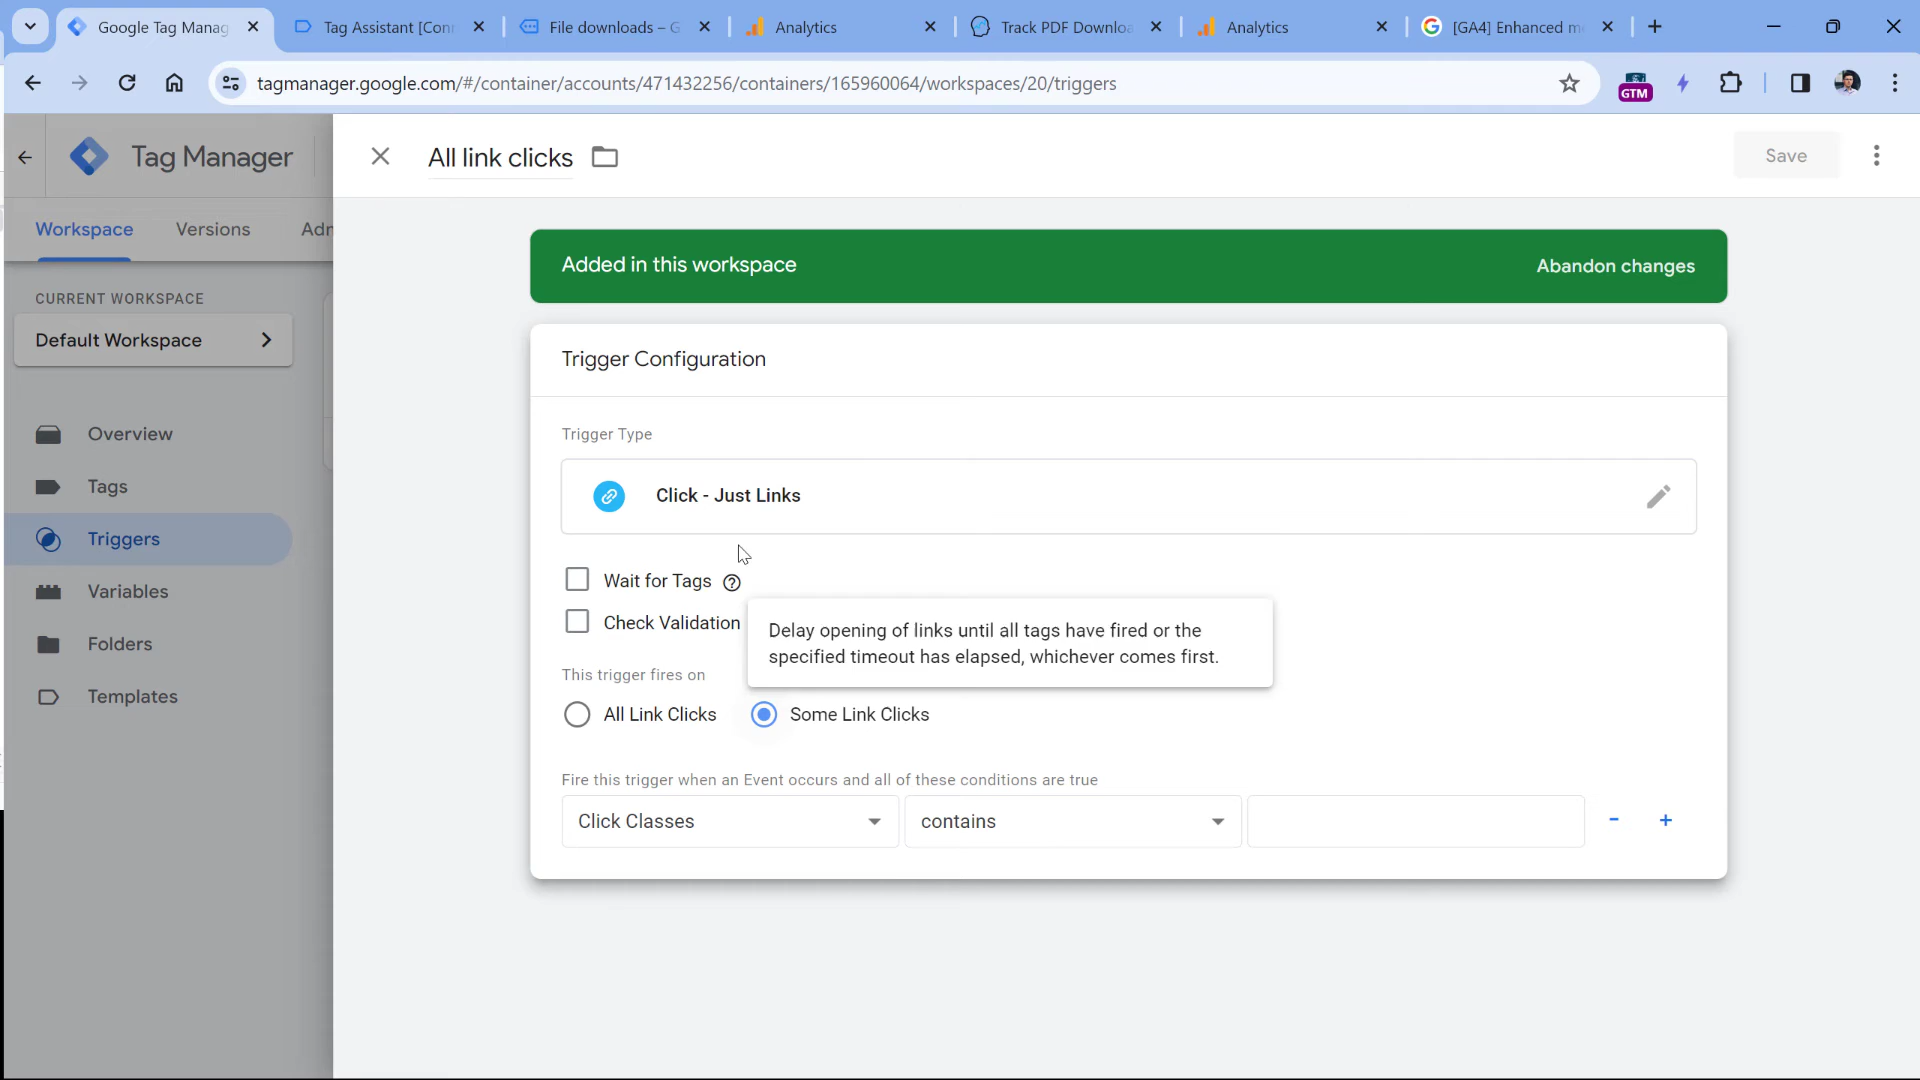 Google Tag Manag
Tag Assistant [Con
File downloads – G
Analytics
Track PDF Downloa
Analytics
[GA4] Enhanced me
tagmanager.google.com/#/container/accounts/471432256/containers/165960064/workspaces/20/triggers
GTM
Tag Manager
All link clicks
Save
Workspace
Versions
Adm
Added in this workspace
Abandon changes
CURRENT WORKSPACE
Default Workspace
Trigger Configuration
Overview
Tags
Triggers
Variables
Folders
Templates
Trigger Type
Click - Just Links
Wait for Tags
Check Validation
Delay opening of links until all tags have fired or the
specified timeout has elapsed, whichever comes first.
This trigger fires on
All Link Clicks
Some Link Clicks
Fire this trigger when an Event occurs and all of these conditions are true
Click Classes
contains